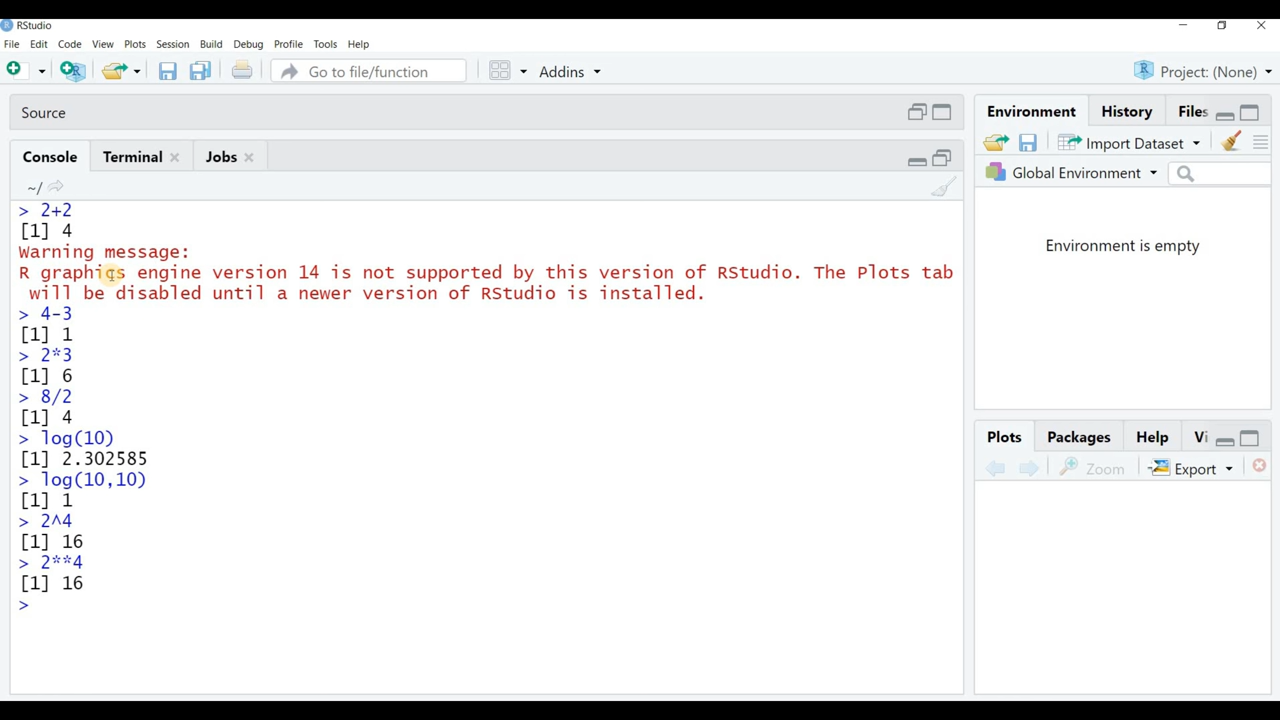 RStudio
File Edit Code View Plots Session Build Debug Profile Tools Help
Go to file/function Addins Project: (None)
Source
Console Terminal Jobs
~/
> 2+2
[1] 4
Warning message:
R graphics engine version 14 is not supported by this version of RStudio. The Plots tab
will be disabled until a newer version of RStudio is installed.
> 4-3
[1] 1
> 2*3
[1] 6
> 8/2
[1] 4
> log(10)
[1] 2.302585
> log(10,10)
[1] 1
> 2^4
[1] 16
> 2**4
[1] 16
>
Environment History Files
Import Dataset
Global Environment
Environment is empty
Plots Packages Help Vi
Zoom Export